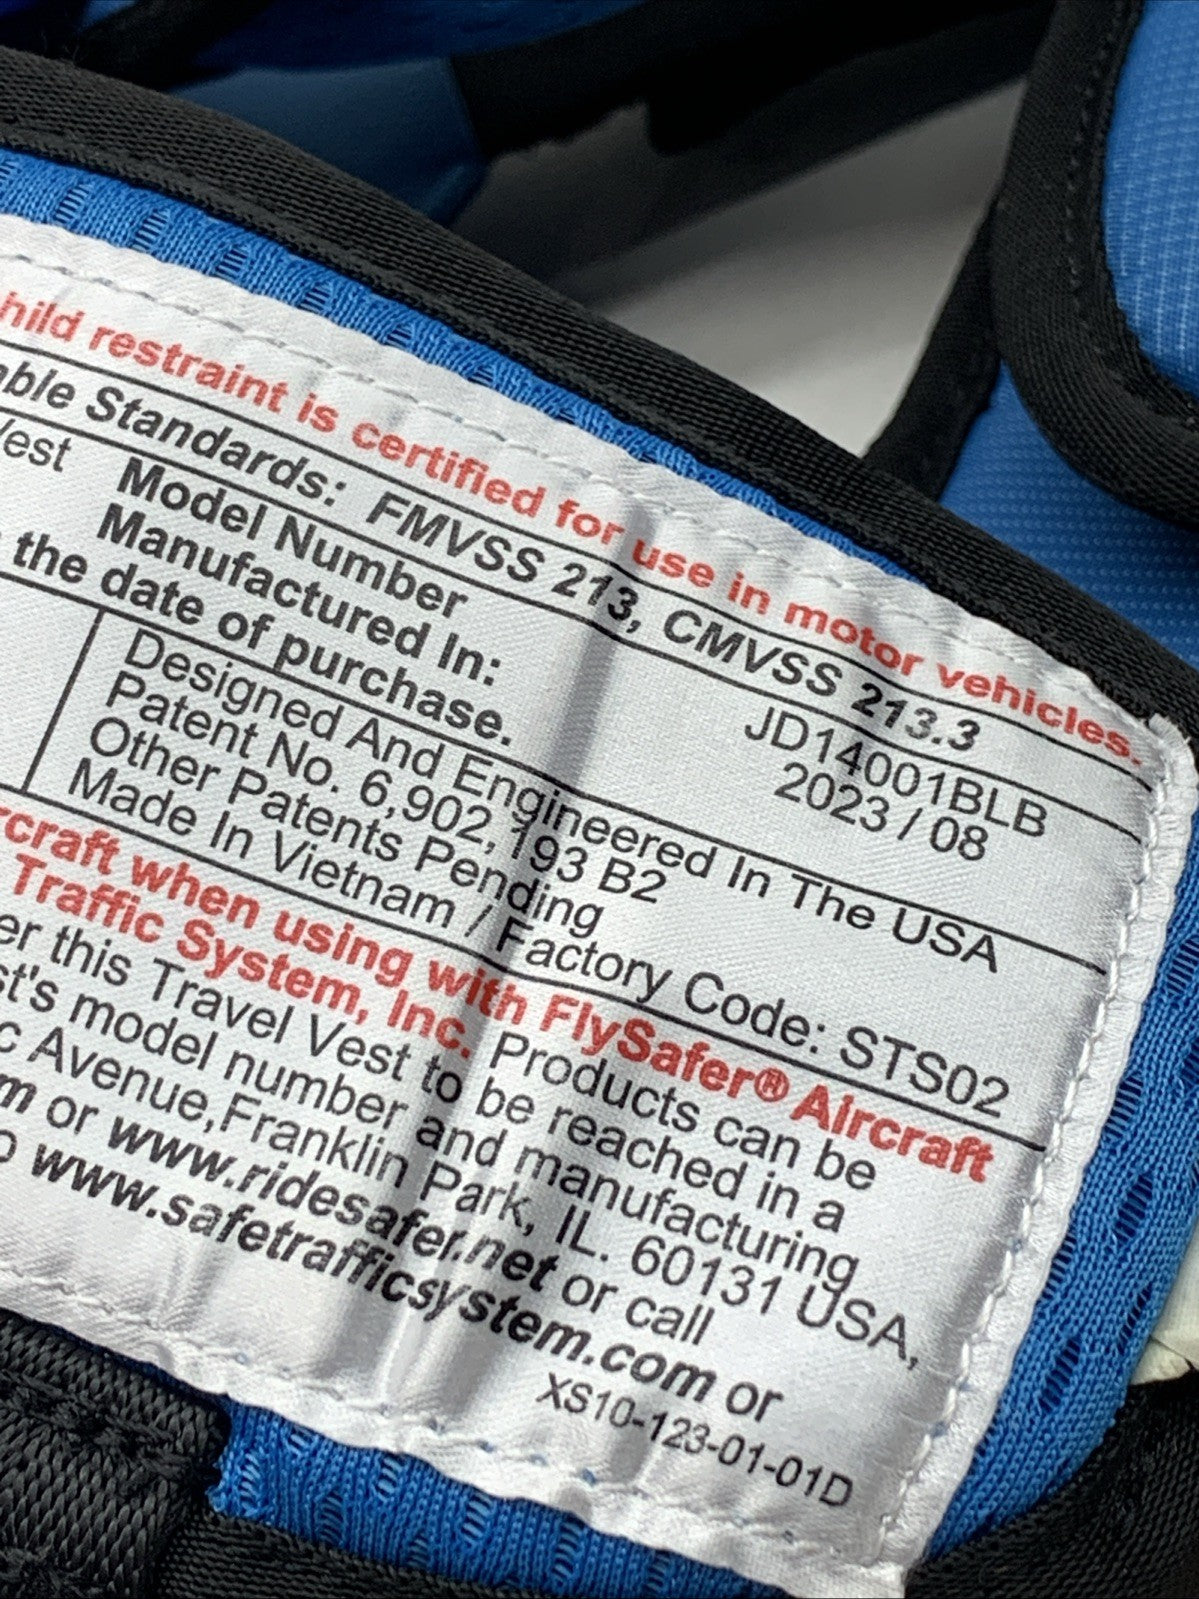 hild restraint is certified for use in motor vehicles.
ble Standards: FMVSS 213, CMVSS 213.3
Vest Model Number JD14001BLB
Manufactured In: 2023 / 08
the date of purchase.
Designed And Engineered In The USA
Patent No. 6,902,193 B2
Other Patents Pending
Made In Vietnam / Factory Code: STS02
rcraft when using with FlySafer® Aircraft
Traffic System, Inc. Products can be
er this Travel Vest to be reached in a
st's model number and manufacturing
c Avenue,Franklin Park, IL. 60131 USA,
m or www.ridesafer.net or call
o www.safetrafficsystem.com or
XS10-123-01-01D